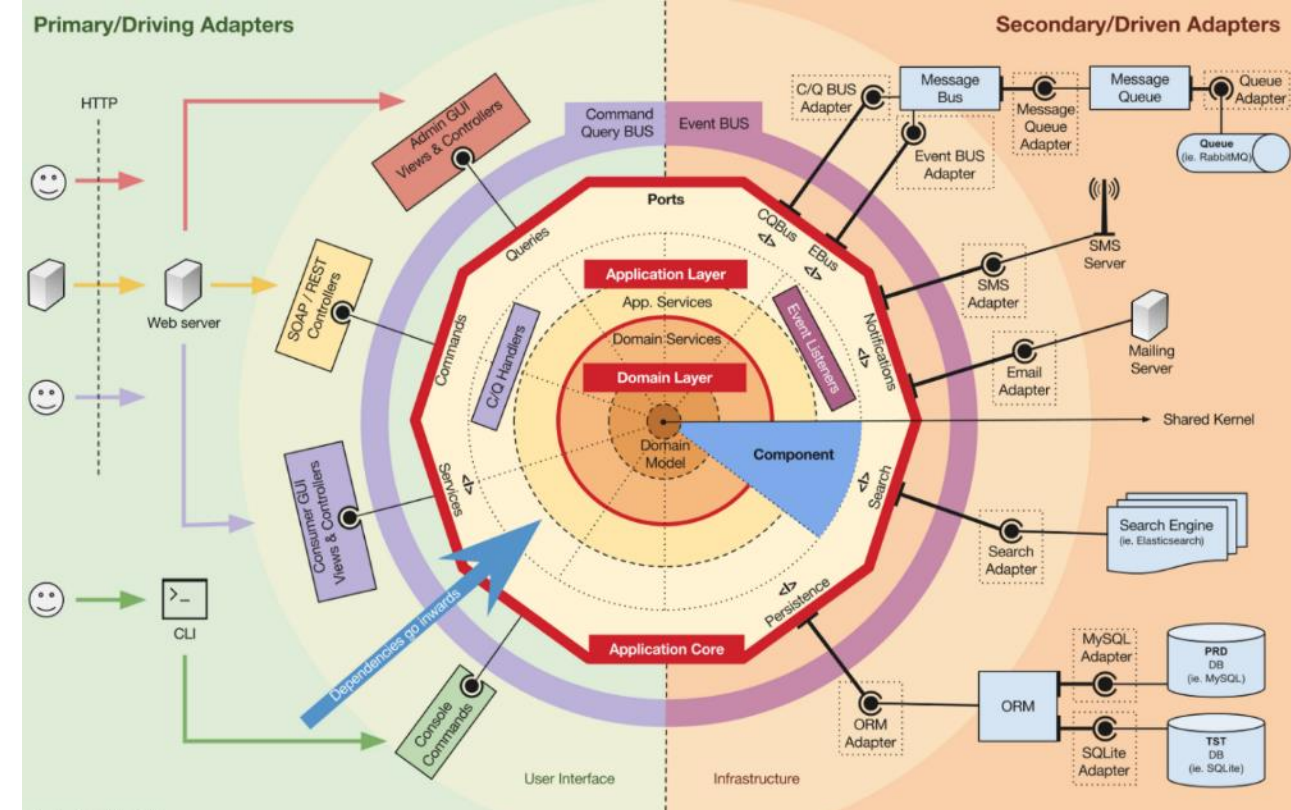 Primary/Driving Adapters
Secondary/Driven Adapters
HTTP
Admin GUI
Views & Controllers
Command
Query BUS
Event BUS
C/Q BUS
Adapter
Message
Bus
Message
Queue
Adapter
Message
Queue
Queue
Adapter
Event BUS
Adapter
Queue
(ie. RabbitMQ)
Ports
Queries
CQBus
</>
EBus
</>
SMS
Server
SOAP / REST
Controllers
Web server
Application Layer
App. Services
SMS
Adapter
Commands
C/Q Handlers
Domain Services
Event Listeners
Notifications
</>
Mailing
Server
Email
Adapter
Domain Layer
Shared Kernel
Domain
Model
Component
Consumer GUI
Views & Controllers
Services
</>
</>
Search
Search Engine
(ie. Elasticsearch)
Search
Adapter
Dependencies go inwards
</>
Persistence
CLI
Application Core
MySQL
Adapter
PRD
DB
(ie. MySQL)
Console
Commands
ORM
Adapter
ORM
SQLite
Adapter
TST
DB
(ie. SQLite)
User Interface
Infrastructure